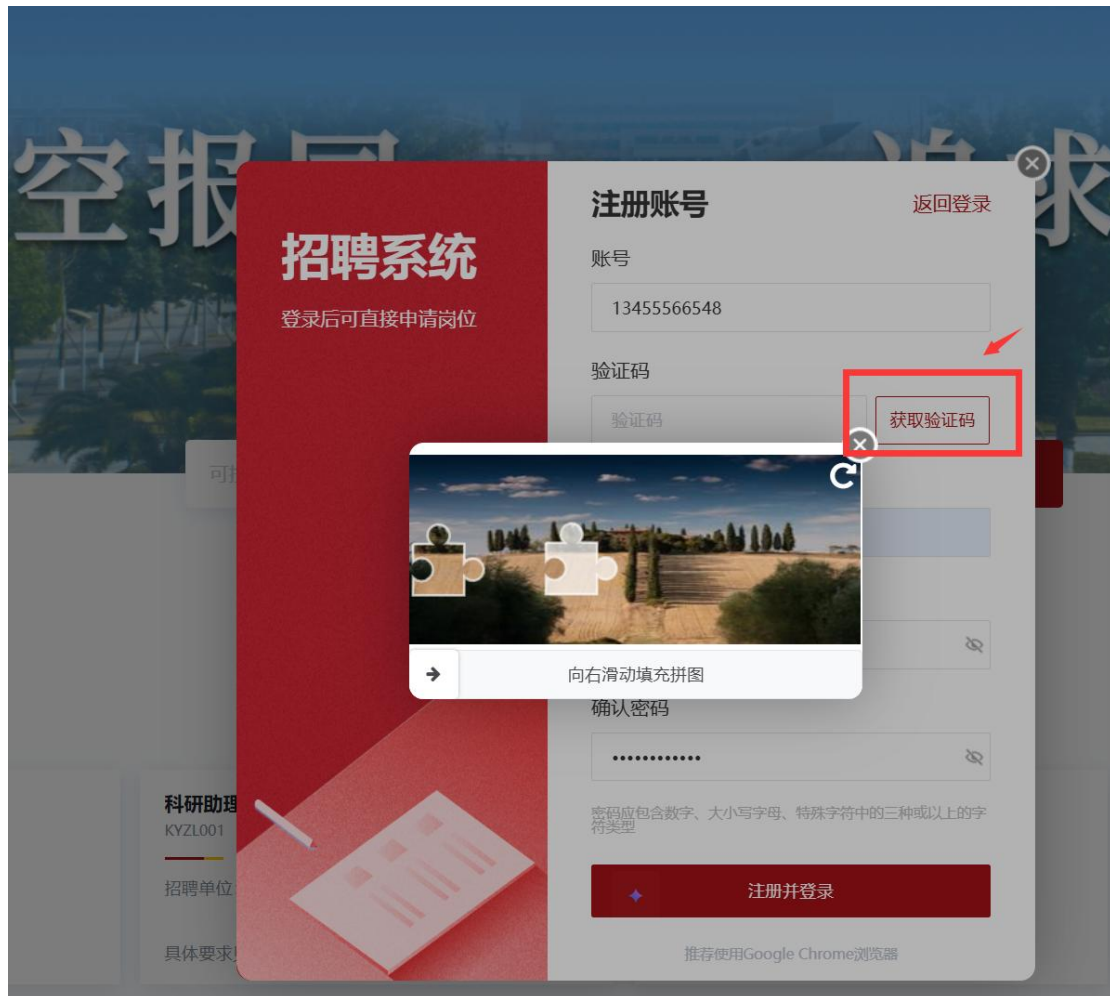 空报国
追求
注册账号
返回登录
招聘系统
登录后可直接申请岗位
账号
13455566548
验证码
验证码
获取验证码
可
向右滑动填充拼图
确认密码
••••••••••••
密码应包含数字、大小写字母、特殊字符中的三种或以上的字
符类型
注册并登录
推荐使用Google Chrome浏览器
科研助理
KYZL001
招聘单位
具体要求